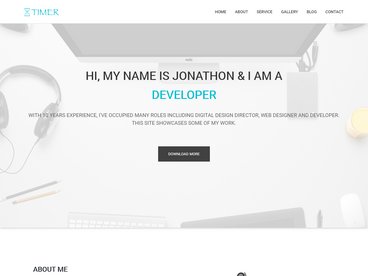 TIMER
HOME ABOUT SERVICE GALLERY BLOG CONTACT
HI, MY NAME IS JONATHON & I AM A
DEVELOPER
WITH 10 YEARS EXPERIENCE, I'VE OCCUPIED MANY ROLES INCLUDING DIGITAL DESIGN DIRECTOR, WEB DESIGNER AND DEVELOPER.
THIS SITE SHOWCASES SOME OF MY WORK.
DOWNLOAD MORE
ABOUT ME